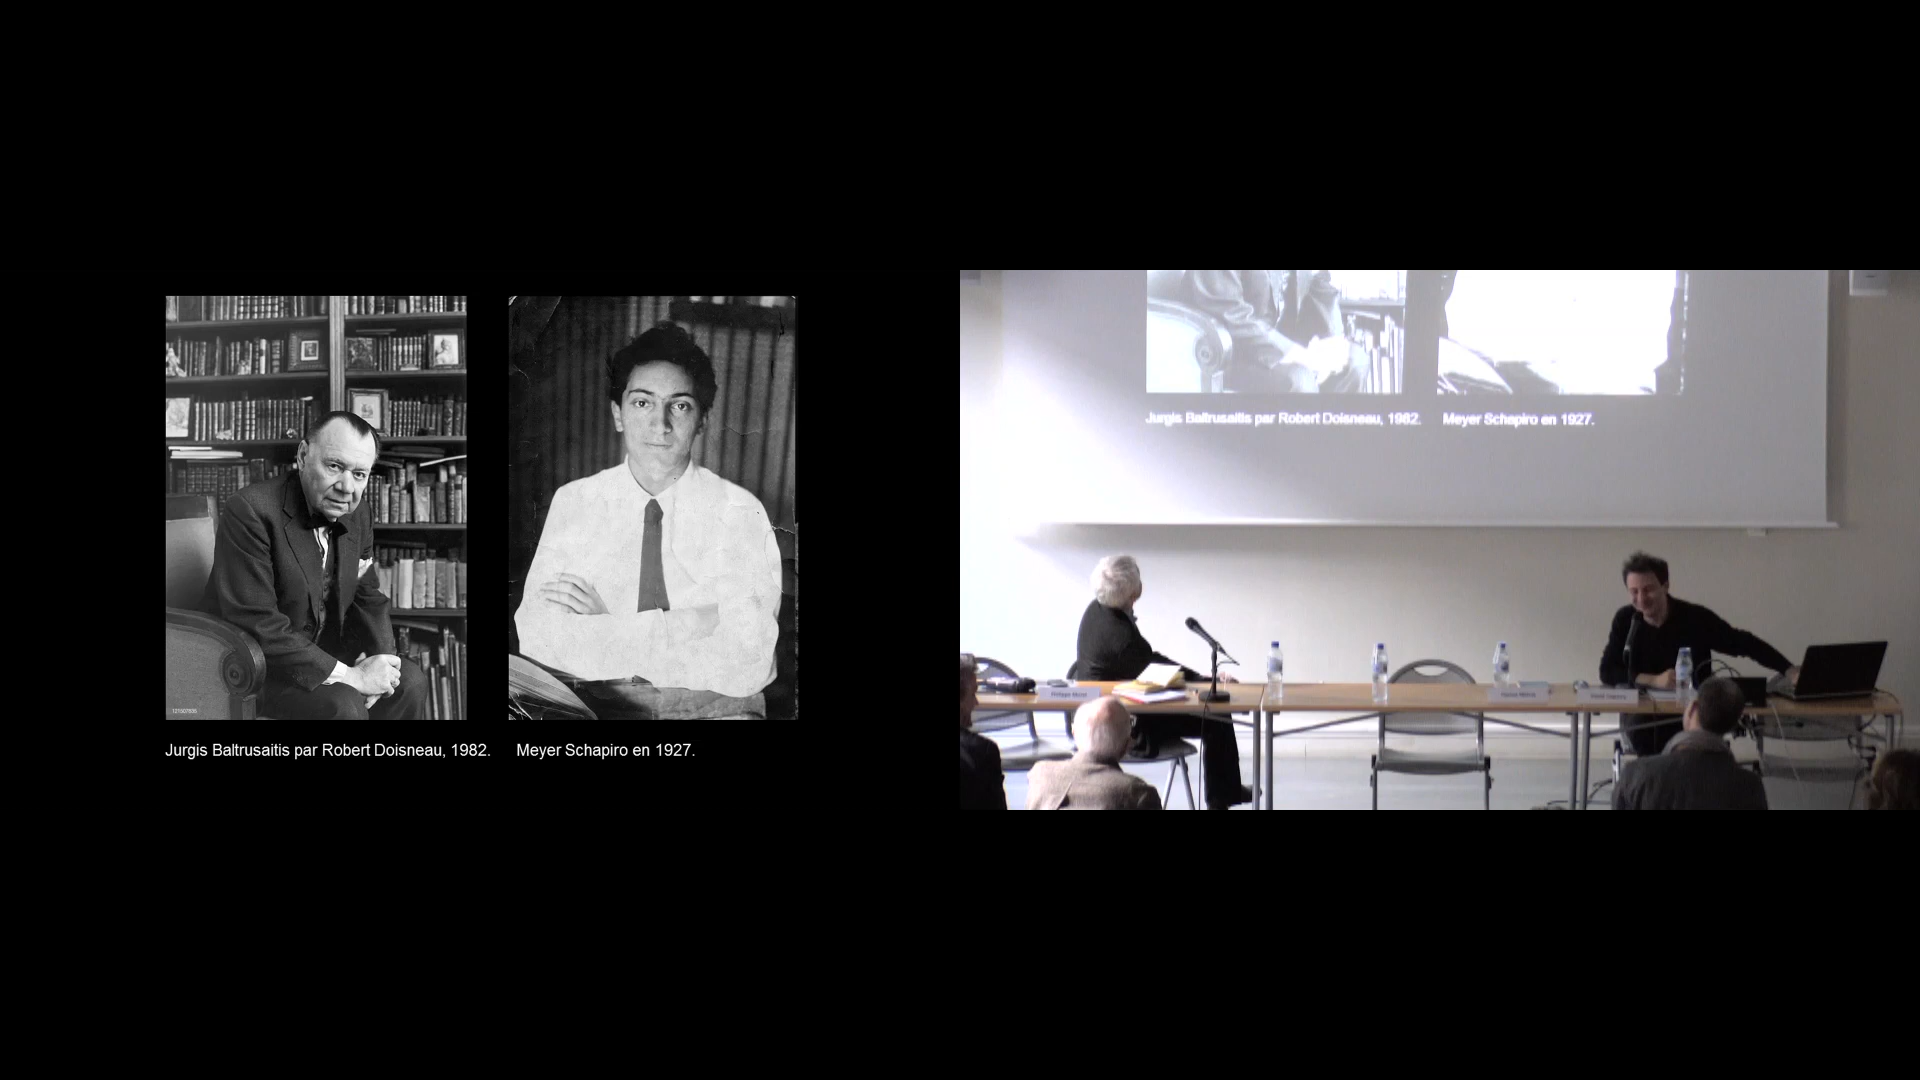 Jurgis Baltrusaitis par Robert Doisneau, 1982.
Meyer Schapiro en 1927.
Jurgis Baltrusaitis par Robert Doisneau, 1982.
Meyer Schapiro en 1927.